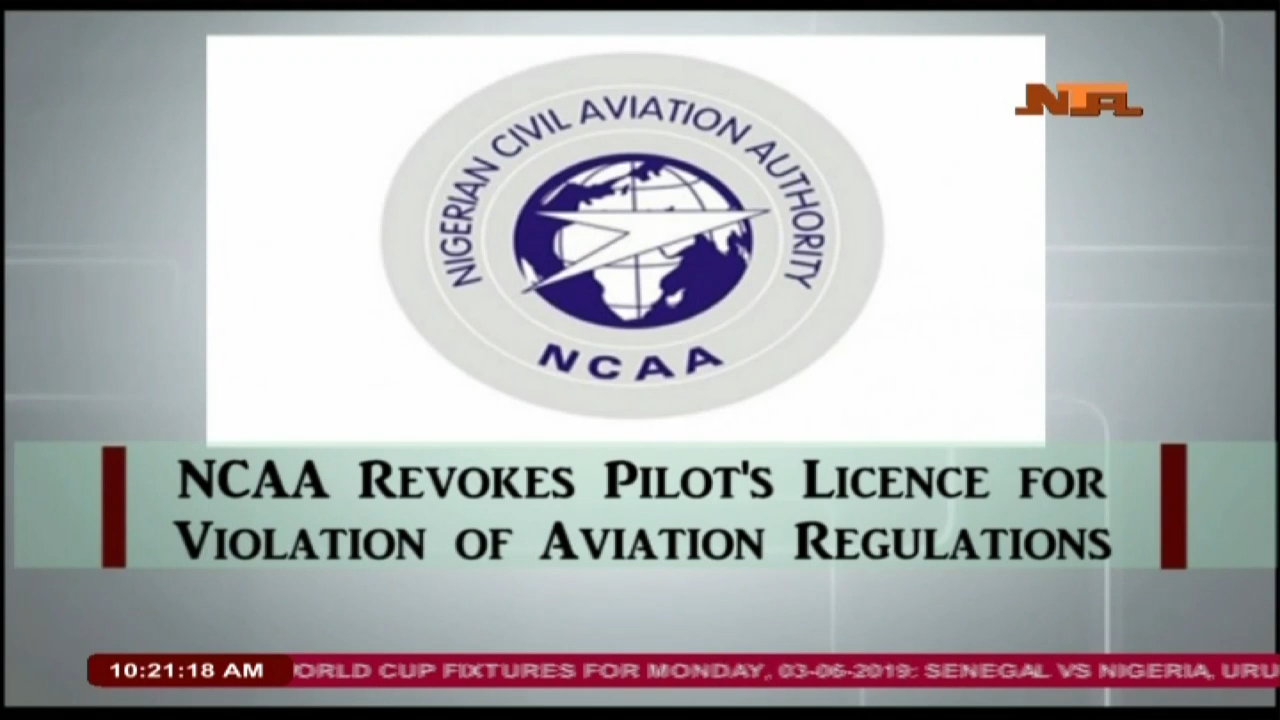 NIGERIAN CIVIL AVIATION AUTHORITY
NTA
NCAA
NCAA REVOKES PILOT'S LICENCE FOR
VIOLATION OF AVIATION REGULATIONS
10:21:18 AM ORLD CUP FIXTURES FOR MONDAY, 03-06-2019: SENEGAL VS NIGERIA, URU